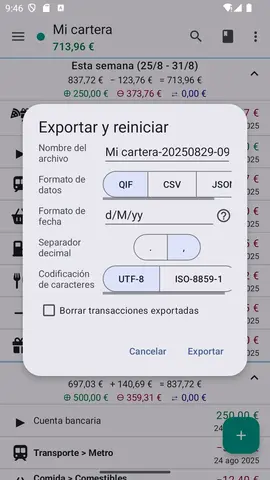 9:46
Mi cartera
713,96 €
Esta semana (25/8 - 31/8)
837,72 € − 123,76 € = 713,96 €
250,00 € 373,76 € 0,00 €
Exportar y reiniciar
Nombre del archivo
Mi cartera-20250829-09
Formato de datos
QIF
CSV
JSON
Formato de fecha
d/M/yy
Separador decimal
.
,
Codificación de caracteres
UTF-8
ISO-8859-1
Borrar transacciones exportadas
Cancelar
Exportar
697,03 € + 140,69 € = 837,72 €
500,00 € 359,31 € 0,00 €
Cuenta bancaria
250,00 €
Transporte > Metro
24 ago 2025
Comida > Comestibles